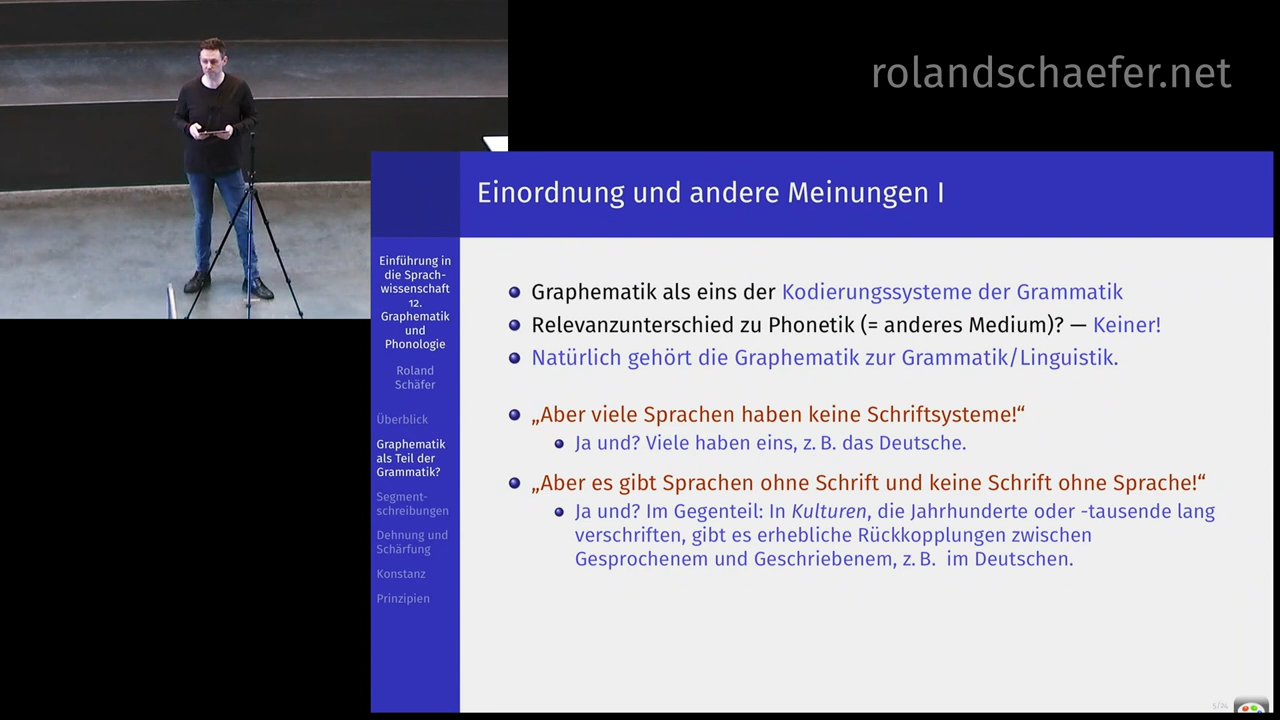 rolandschaefer.net
Einordnung und andere Meinungen I
Einführung in
die Sprach-
wissenschaft
12.
Graphematik
und
Phonologie
Roland
Schäfer
Überblick
Graphematik
als Teil der
Grammatik?
Segment-
schreibungen
Dehnung und
Schärfung
Konstanz
Prinzipien
Graphematik als eins der Kodierungssysteme der Grammatik
Relevanzunterschied zu Phonetik (= anderes Medium)? — Keiner!
Natürlich gehört die Graphematik zur Grammatik/Linguistik.
„Aber viele Sprachen haben keine Schriftsysteme!“
Ja und? Viele haben eins, z. B. das Deutsche.
„Aber es gibt Sprachen ohne Schrift und keine Schrift ohne Sprache!“
Ja und? Im Gegenteil: In Kulturen, die Jahrhunderte oder -tausende lang
verschriften, gibt es erhebliche Rückkopplungen zwischen
Gesprochenem und Geschriebenem, z. B. im Deutschen.
5/24